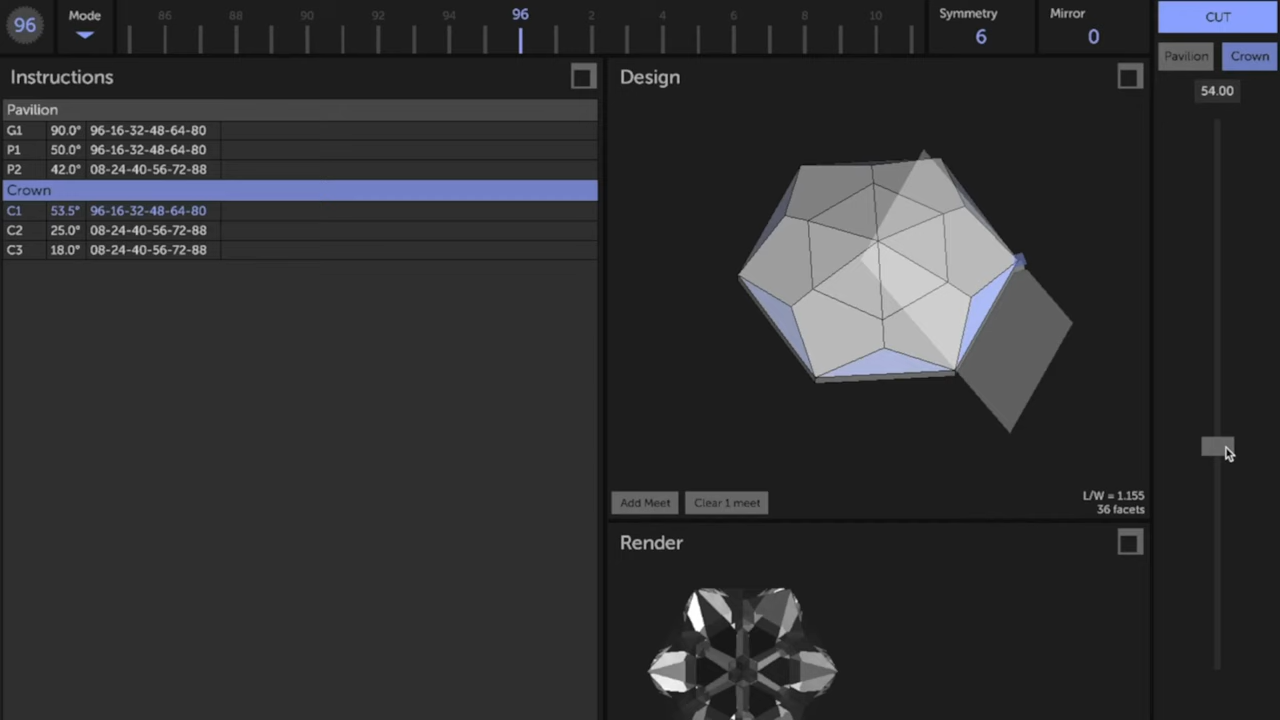 96
Mode
86 88 90 92 94 96 2 4 6 8 10
Symmetry
6
Mirror
0
CUT
Pavilion Crown
54.00
Instructions
Pavilion
G1 90.0° 96-16-32-48-64-80
P1 50.0° 96-16-32-48-64-80
P2 42.0° 08-24-40-56-72-88
Crown
C1 53.5° 96-16-32-48-64-80
C2 25.0° 08-24-40-56-72-88
C3 18.0° 08-24-40-56-72-88
Design
Add Meet Clear 1 meet
L/W = 1.155
36 facets
Render